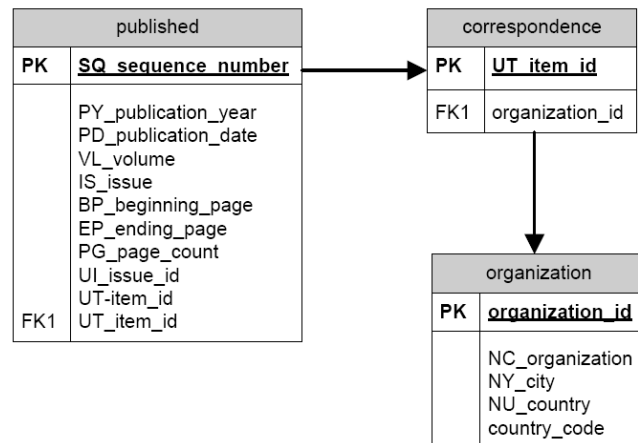 published
PK SQ_sequence_number
PY_publication_year
PD_publication_date
VL_volume
IS_issue
BP_beginning_page
EP_ending_page
PG_page_count
UI_issue_id
UT-item_id
FK1 UT_item_id
correspondence
PK UT_item_id
FK1 organization_id
organization
PK organization_id
NC_organization
NY_city
NU_country
country_code